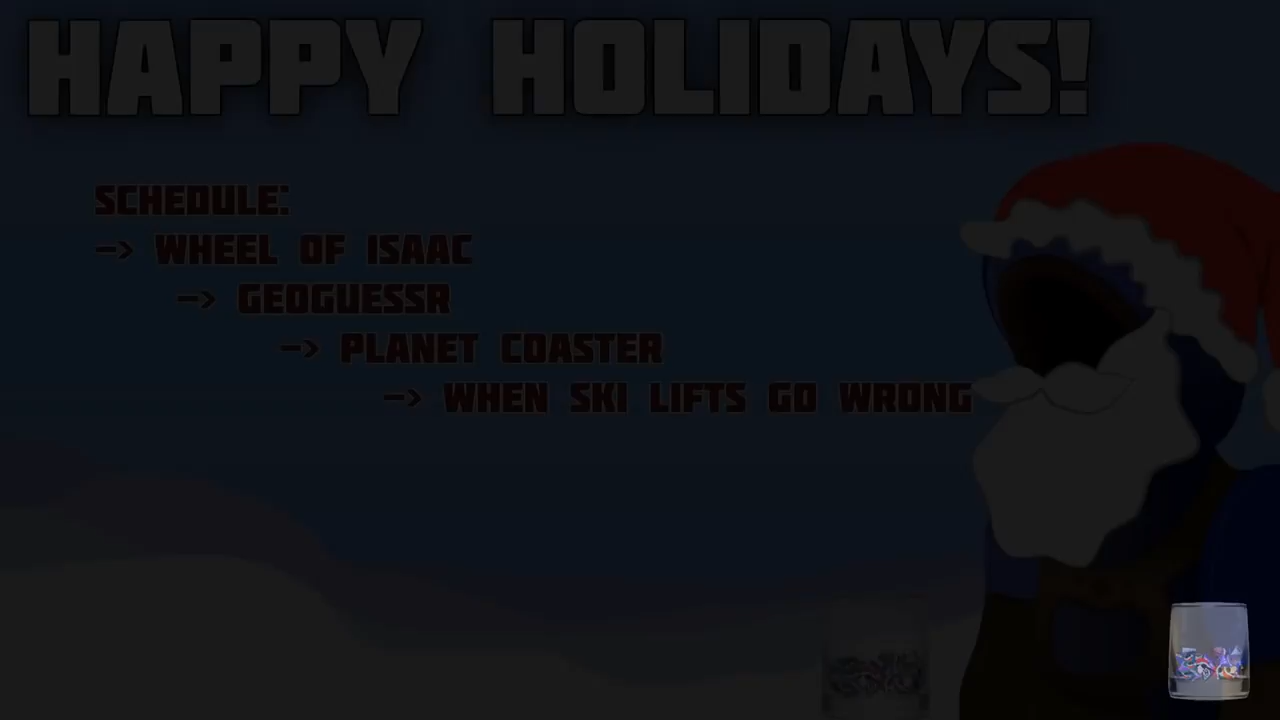 HAPPY HOLIDAYS!
SCHEDULE:
-> WHEEL OF ISAAC
-> GEOGUESSR
-> PLANET COASTER
-> WHEN SKI LIFTS GO WRONG